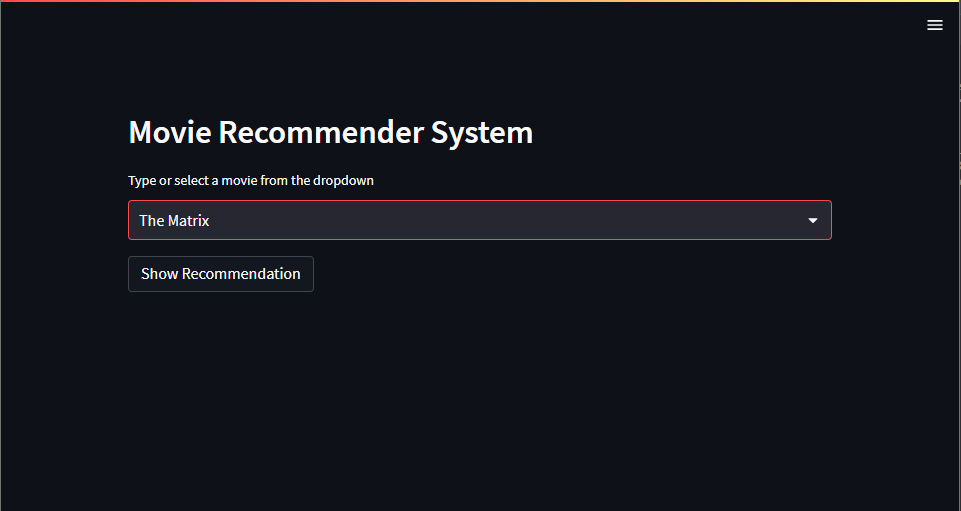 Movie Recommender System
Type or select a movie from the dropdown
The Matrix
Show Recommendation